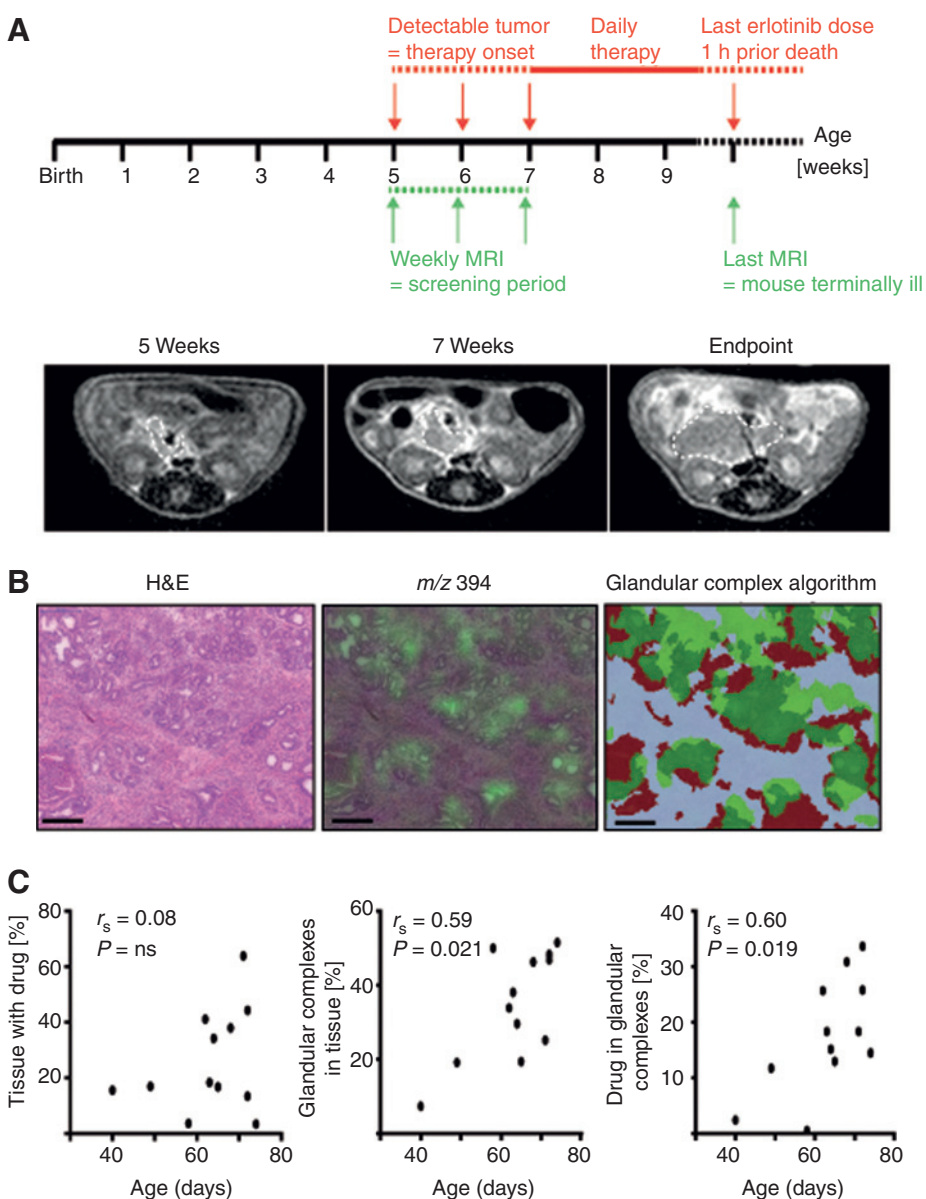 A
Detectable tumor
= therapy onset
Daily
therapy
Last erlotinib dose
1 h prior death
Age
[weeks]
Birth 1 2 3 4 5 6 7 8 9
Weekly MRI
= screening period
Last MRI
= mouse terminally ill
5 Weeks
7 Weeks
Endpoint
B
H&E
m/z 394
Glandular complex algorithm
C
Tissue with drug [%]
80
60
40
20
rs = 0.08
P = ns
40 60 80
Age (days)
Glandular complexes
in tissue [%]
60
40
20
rs = 0.59
P = 0.021
40 60 80
Age (days)
Drug in glandular
complexes [%]
40
30
20
10
rs = 0.60
P = 0.019
40 60 80
Age (days)